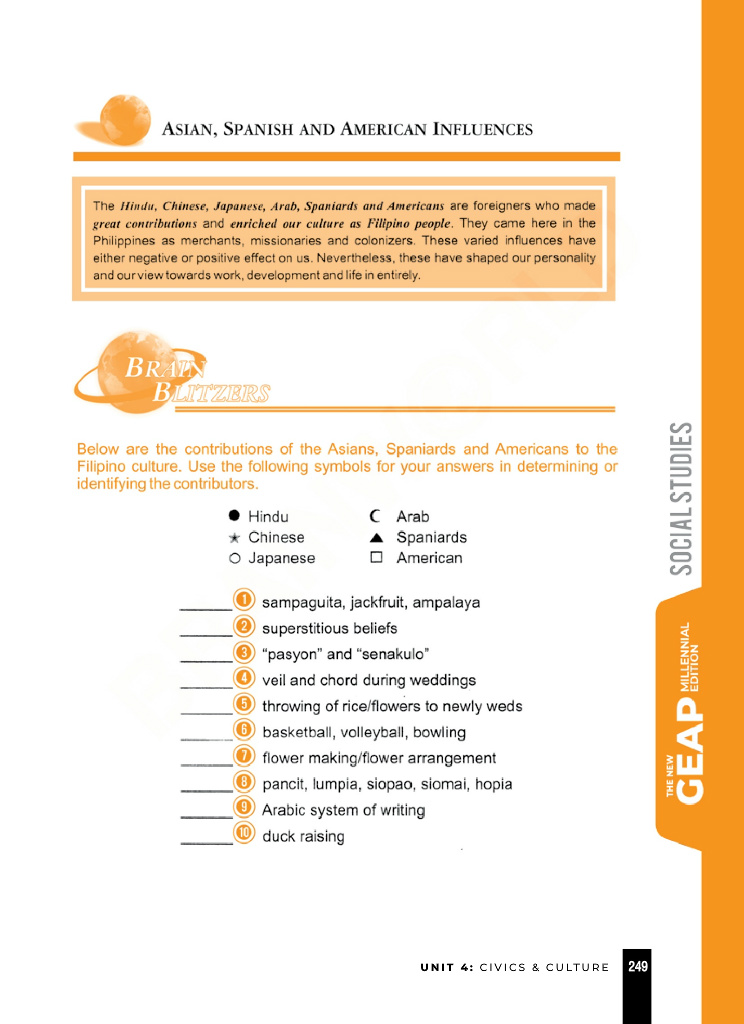 ASIAN, SPANISH AND AMERICAN INFLUENCES
The Hindu, Chinese, Japanese, Arab, Spaniards and Americans are foreigners who made
great contributions and enriched our culture as Filipino people. They came here in the
Philippines as merchants, missionaries and colonizers. These varied influences have
either negative or positive effect on us. Nevertheless, these have shaped our personality
and our view towards work, development and life in entirely.
BRAIN
BLITZERS
Below are the contributions of the Asians, Spaniards and Americans to the
Filipino culture. Use the following symbols for your answers in determining or
identifying the contributors.
● Hindu ☾ Arab
★ Chinese ▲ Spaniards
○ Japanese □ American
______ 1 sampaguita, jackfruit, ampalaya
______ 2 superstitious beliefs
______ 3 “pasyon” and “senakulo”
______ 4 veil and chord during weddings
______ 5 throwing of rice/flowers to newly weds
______ 6 basketball, volleyball, bowling
______ 7 flower making/flower arrangement
______ 8 pancit, lumpia, siopao, siomai, hopia
______ 9 Arabic system of writing
______ 10 duck raising
SOCIAL STUDIES
THE NEW
GEAP
MILLENNIAL
EDITION
UNIT 4: CIVICS & CULTURE 249